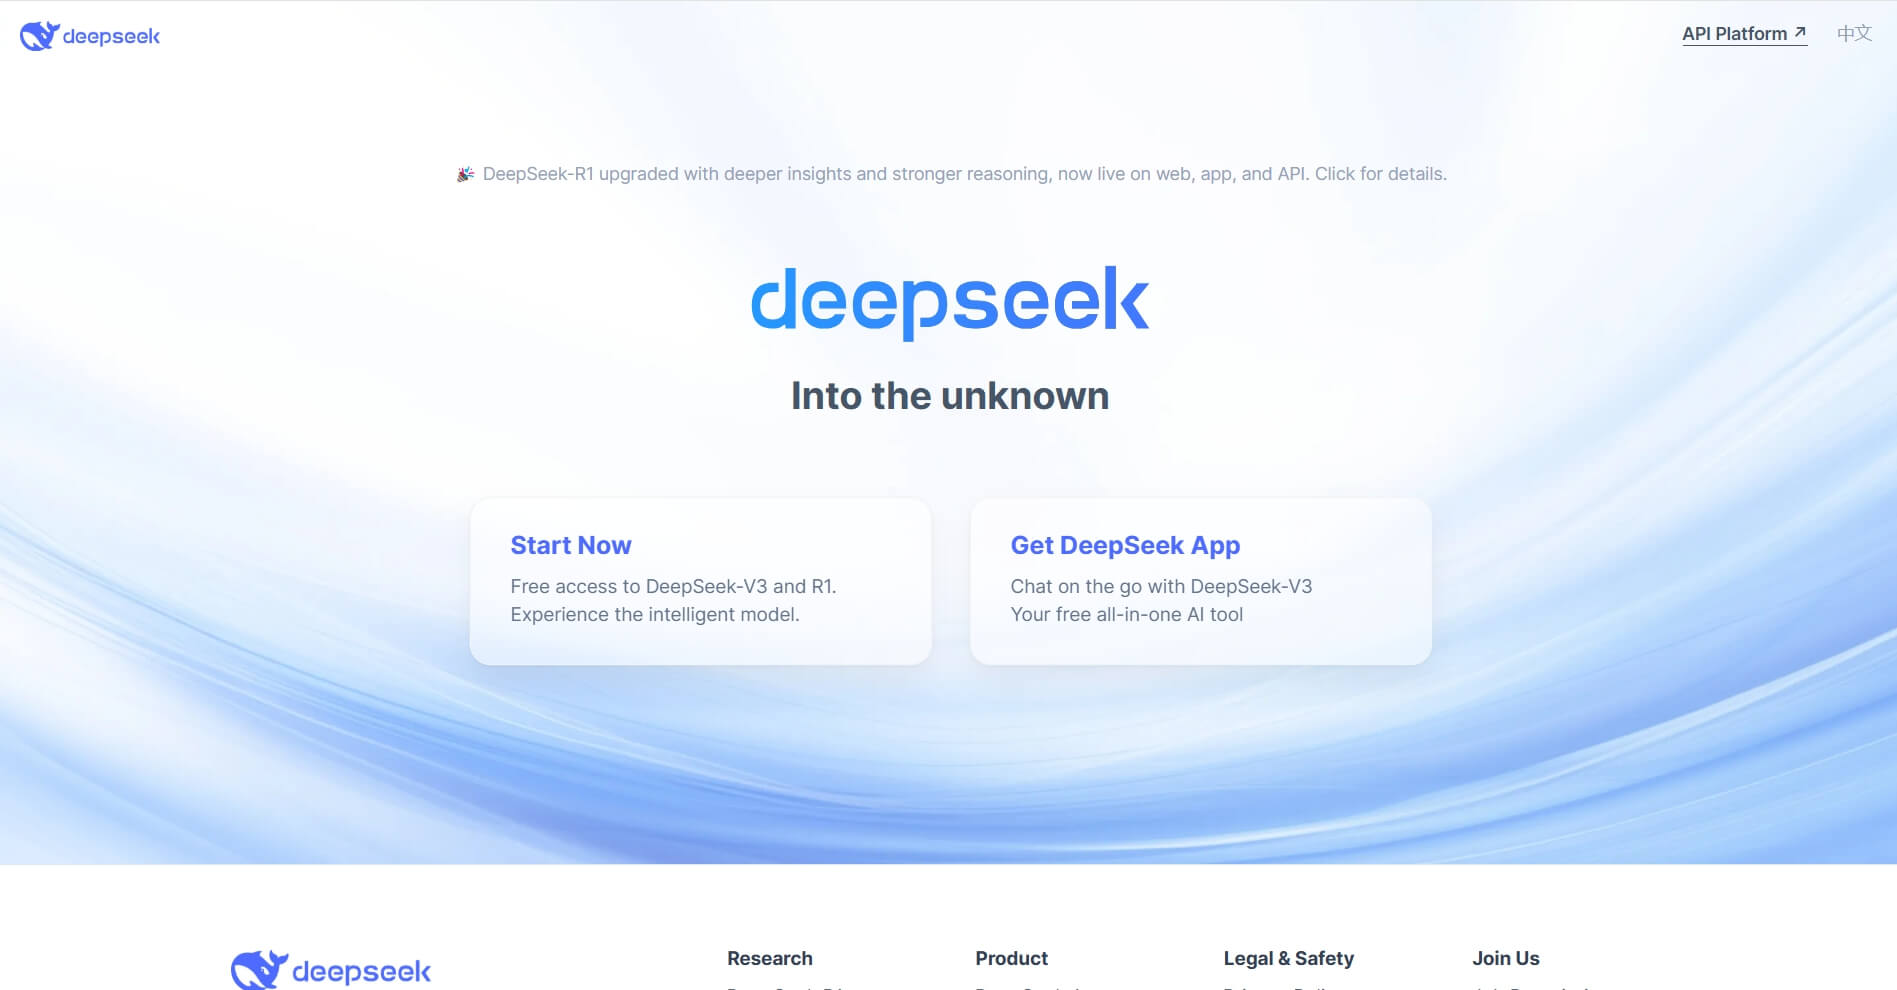 deepseek
API Platform ↗ 中文
🎉 DeepSeek-R1 upgraded with deeper insights and stronger reasoning, now live on web, app, and API. Click for details.
deepseek
Into the unknown
Start Now
Free access to DeepSeek-V3 and R1.
Experience the intelligent model.
Get DeepSeek App
Chat on the go with DeepSeek-V3
Your free all-in-one AI tool
deepseek
Research
Product
Legal & Safety
Join Us